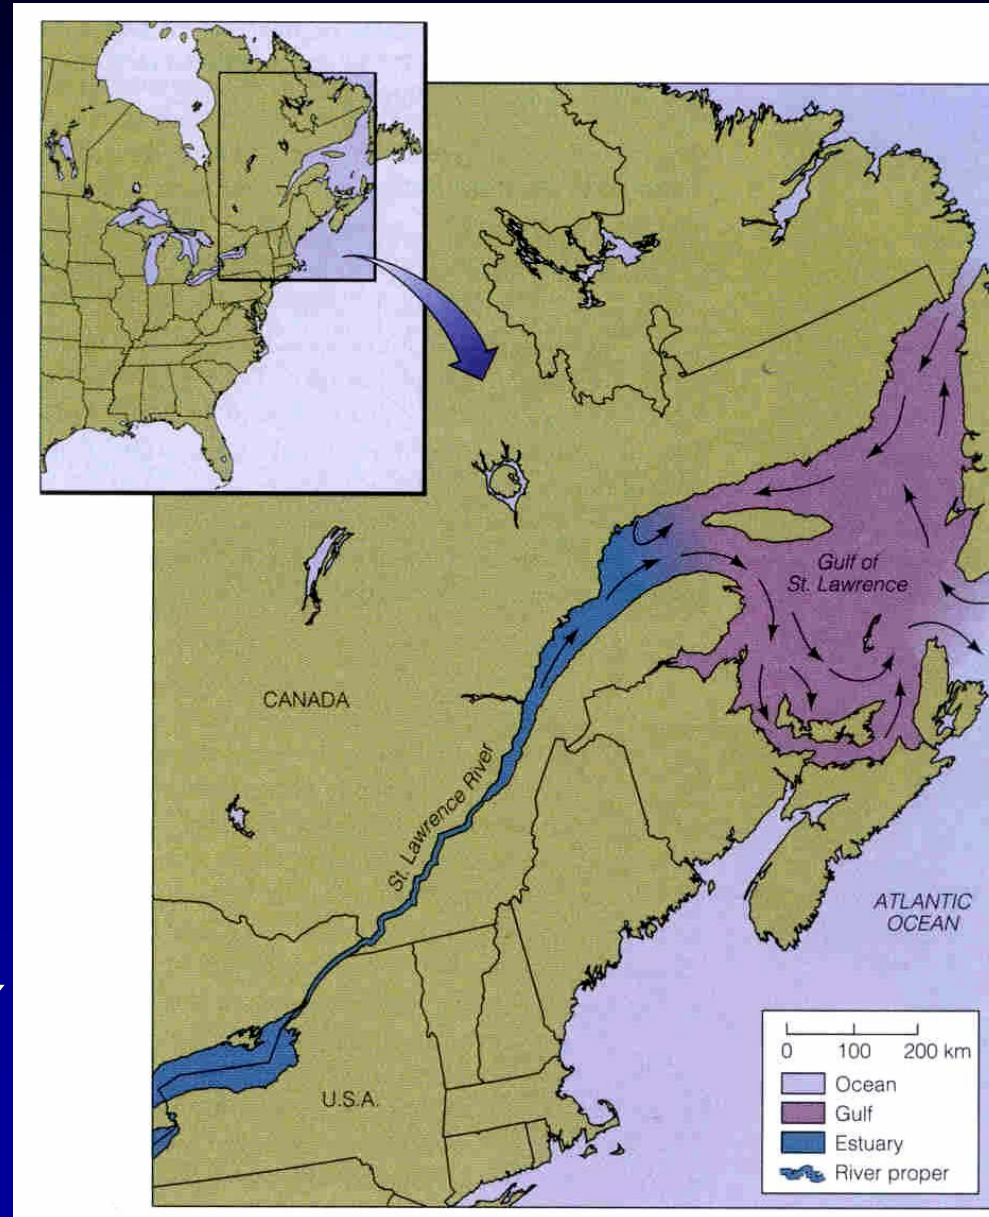 CANADA
St. Lawrence River
Gulf of
St. Lawrence
ATLANTIC
OCEAN
U.S.A.
0 100 200 km
Ocean
Gulf
Estuary
River proper